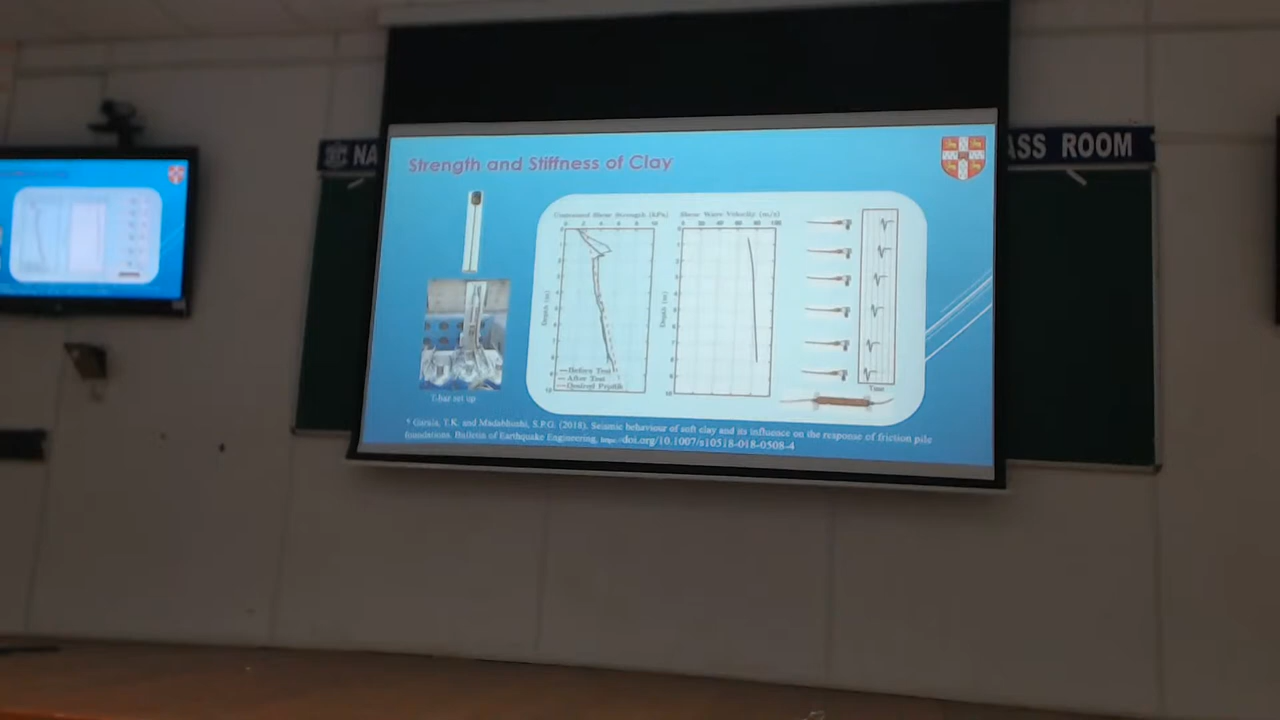 NA
ASS ROOM
Strength and Stiffness of Clay
Shear Strength (kPa)
Shear Wave Velocity (m/s)
Depth (m)
Depth (m)
Before Test
After Test
Desired
Time
T-bar set up
Garala, T.K. and Madabhushi, S.P.G. (2018). Seismic behaviour of soft clay and its influence on the response of friction pile
foundations. Bulletin of Earthquake Engineering, https://doi.org/10.1007/s10518-018-0508-4